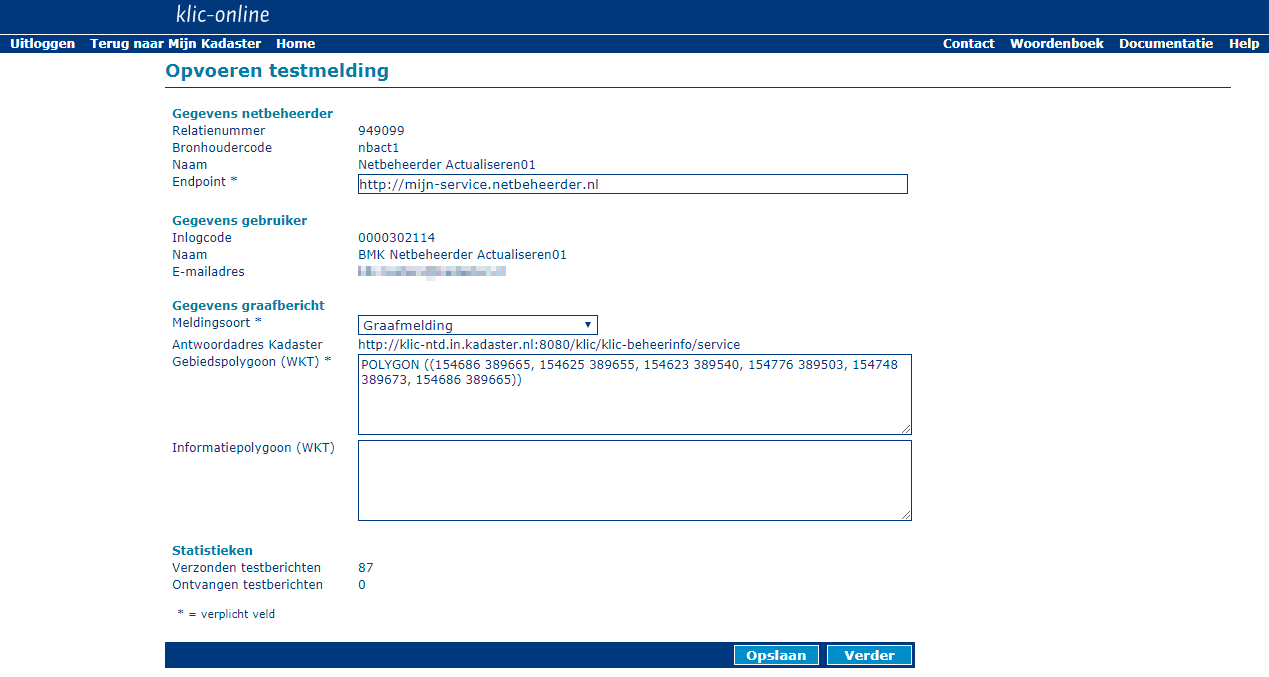 klic-online
Uitloggen Terug naar Mijn Kadaster Home Contact Woordenboek Documentatie Help
Opvoeren testmelding
Gegevens netbeheerder
Relatienummer 949099
Bronhoudercode nbact1
Naam Netbeheerder Actualiseren01
Endpoint * http://mijn-service.netbeheerder.nl
Gegevens gebruiker
Inlogcode 0000302114
Naam BMK Netbeheerder Actualiseren01
E-mailadres
Gegevens graafbericht
Meldingsoort * Graafmelding
Antwoordadres Kadaster http://klic-ntd.in.kadaster.nl:8080/klic/klic-beheerinfo/service
Gebiedspolygoon (WKT) * POLYGON ((154686 389665, 154625 389655, 154623 389540, 154776 389503, 154748
389673, 154686 389665))
Informatiepolygoon (WKT)
Statistieken
Verzonden testberichten 87
Ontvangen testberichten 0
* = verplicht veld
Opslaan Verder